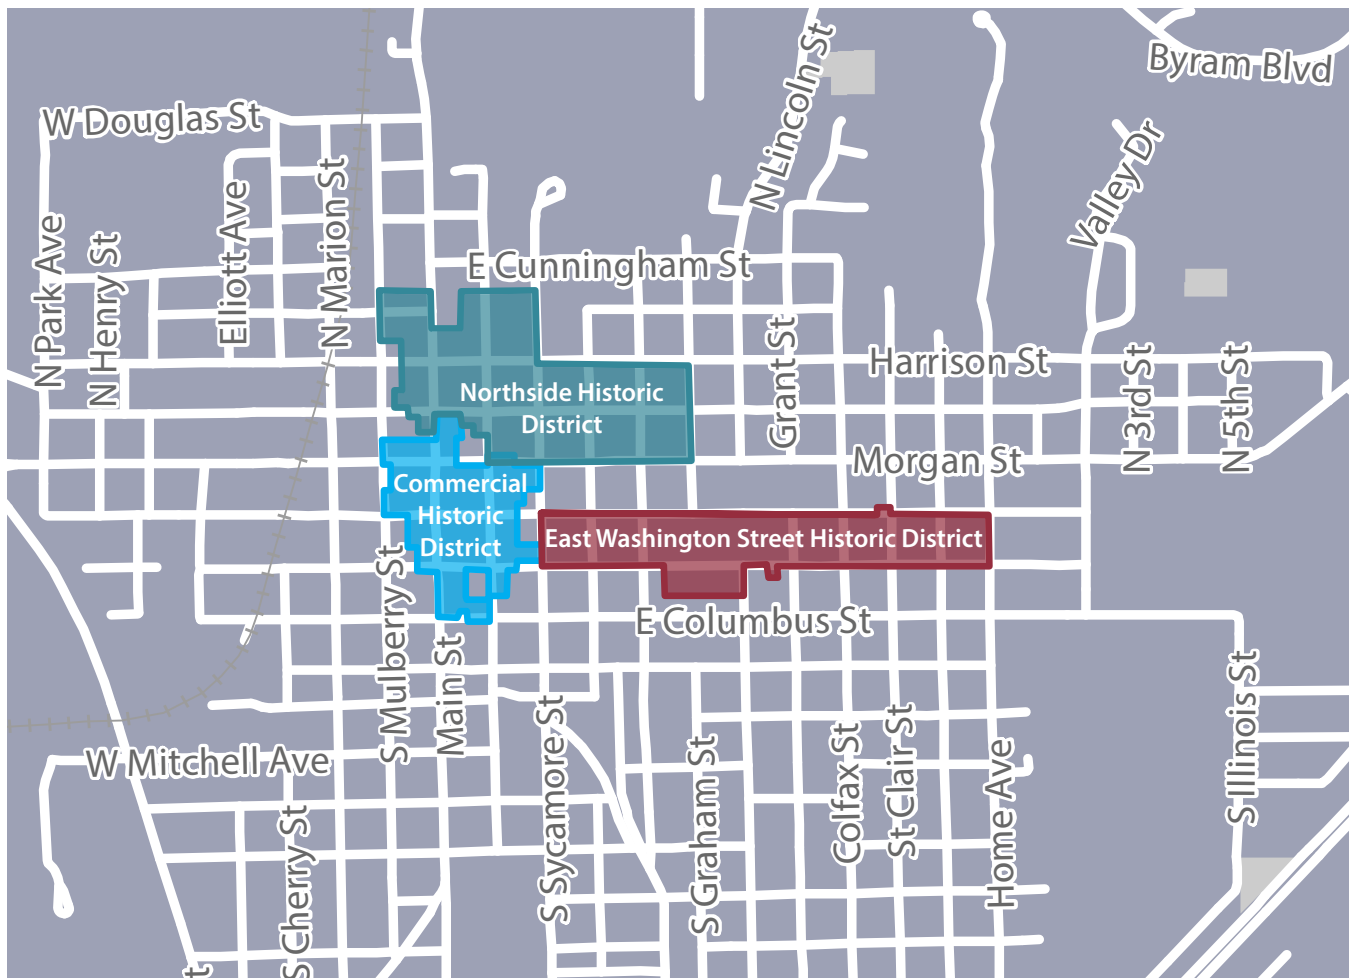 Byram Blvd
W Douglas St
N Lincoln St
Valley Dr
N Marion St
Elliott Ave
N Park Ave
N Henry St
E Cunningham St
Grant St
Harrison St
N 3rd St
N 5th St
Northside Historic
District
Morgan St
Commercial
Historic
District
East Washington Street Historic District
S Mulberry St
Main St
E Columbus St
S Illinois St
W Mitchell Ave
S Sycamore St
S Graham St
Colfax St
St Clair St
Home Ave
S Cherry St